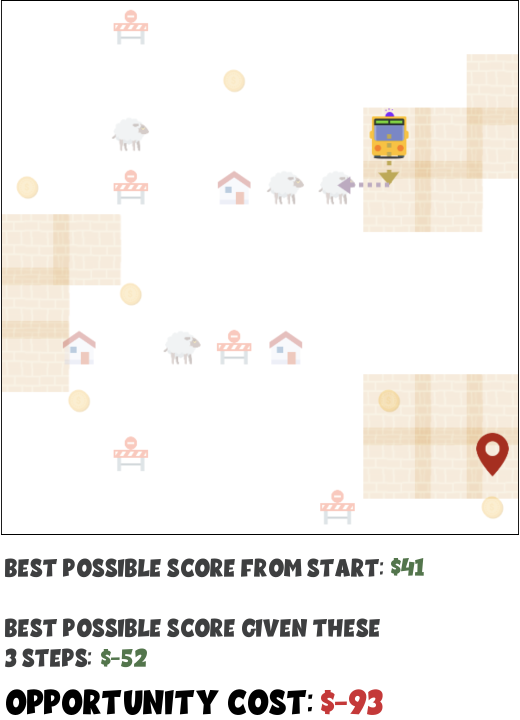 BEST POSSIBLE SCORE FROM START: $41
BEST POSSIBLE SCORE GIVEN THESE
3 STEPS: $-52
OPPORTUNITY COST: $-93